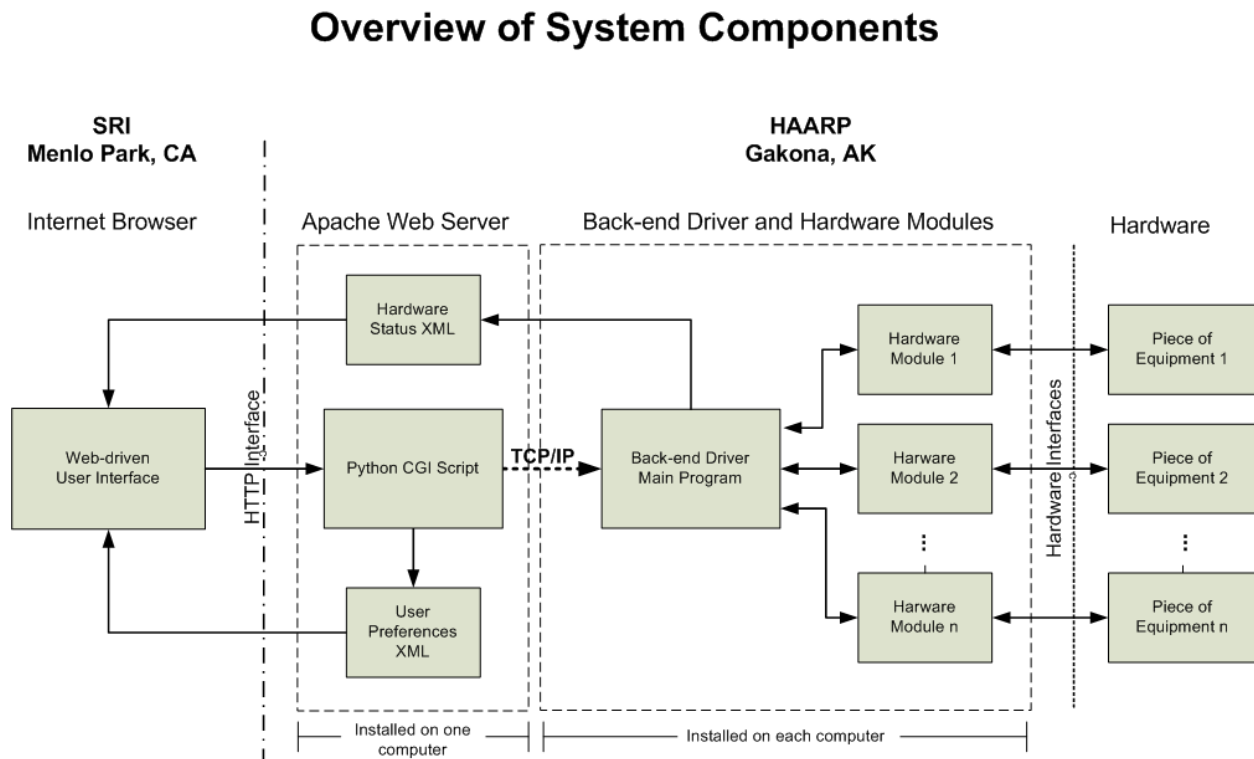 Overview of System Components
SRI
Menlo Park, CA
HAARP
Gakona, AK
Internet Browser
Apache Web Server
Back-end Driver and Hardware Modules
Hardware
Hardware
Status XML
Hardware
Module 1
Piece of
Equipment 1
Web-driven
User Interface
HTTP Interface
Python CGI Script
TCP/IP
Back-end Driver
Main Program
Harware
Module 2
Hardware Interfaces
Piece of
Equipment 2
User
Preferences
XML
Harware
Module n
Piece of
Equipment n
Installed on one
computer
Installed on each computer